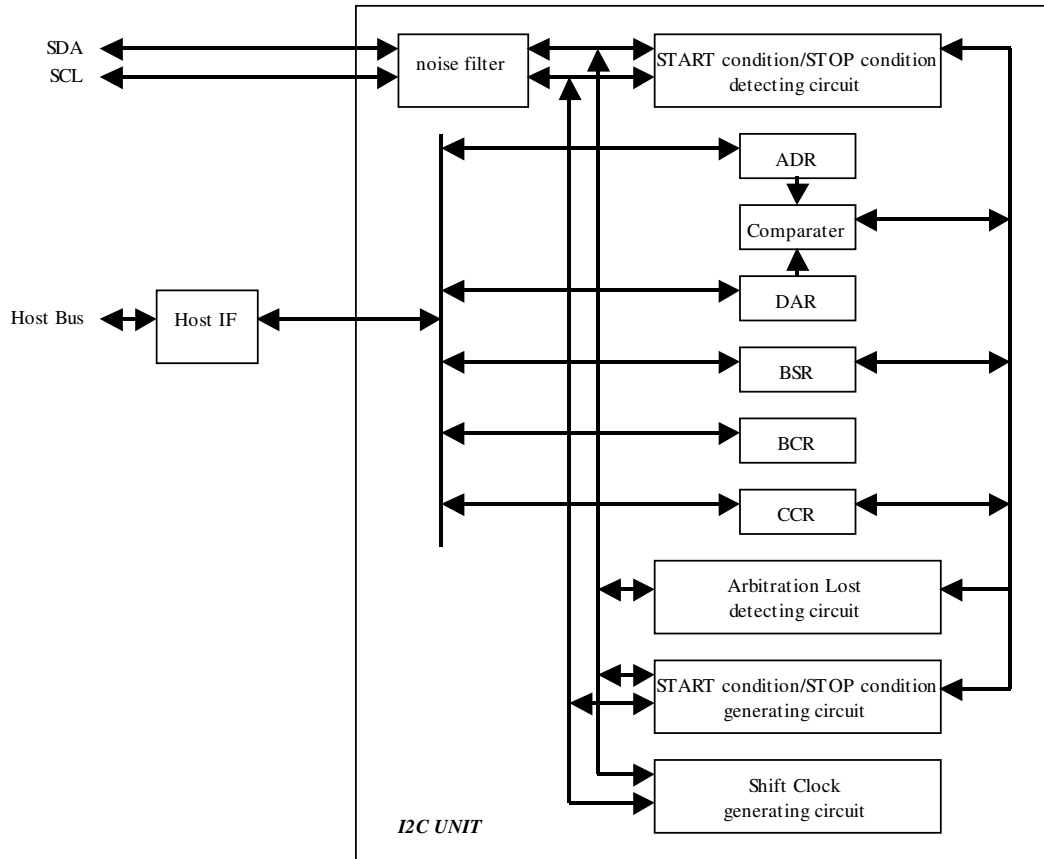 SDA
SCL
noise filter
START condition/STOP condition
detecting circuit
ADR
Comparater
DAR
Host Bus
Host IF
BSR
BCR
CCR
Arbitration Lost
detecting circuit
START condition/STOP condition
generating circuit
Shift Clock
generating circuit
I2C UNIT